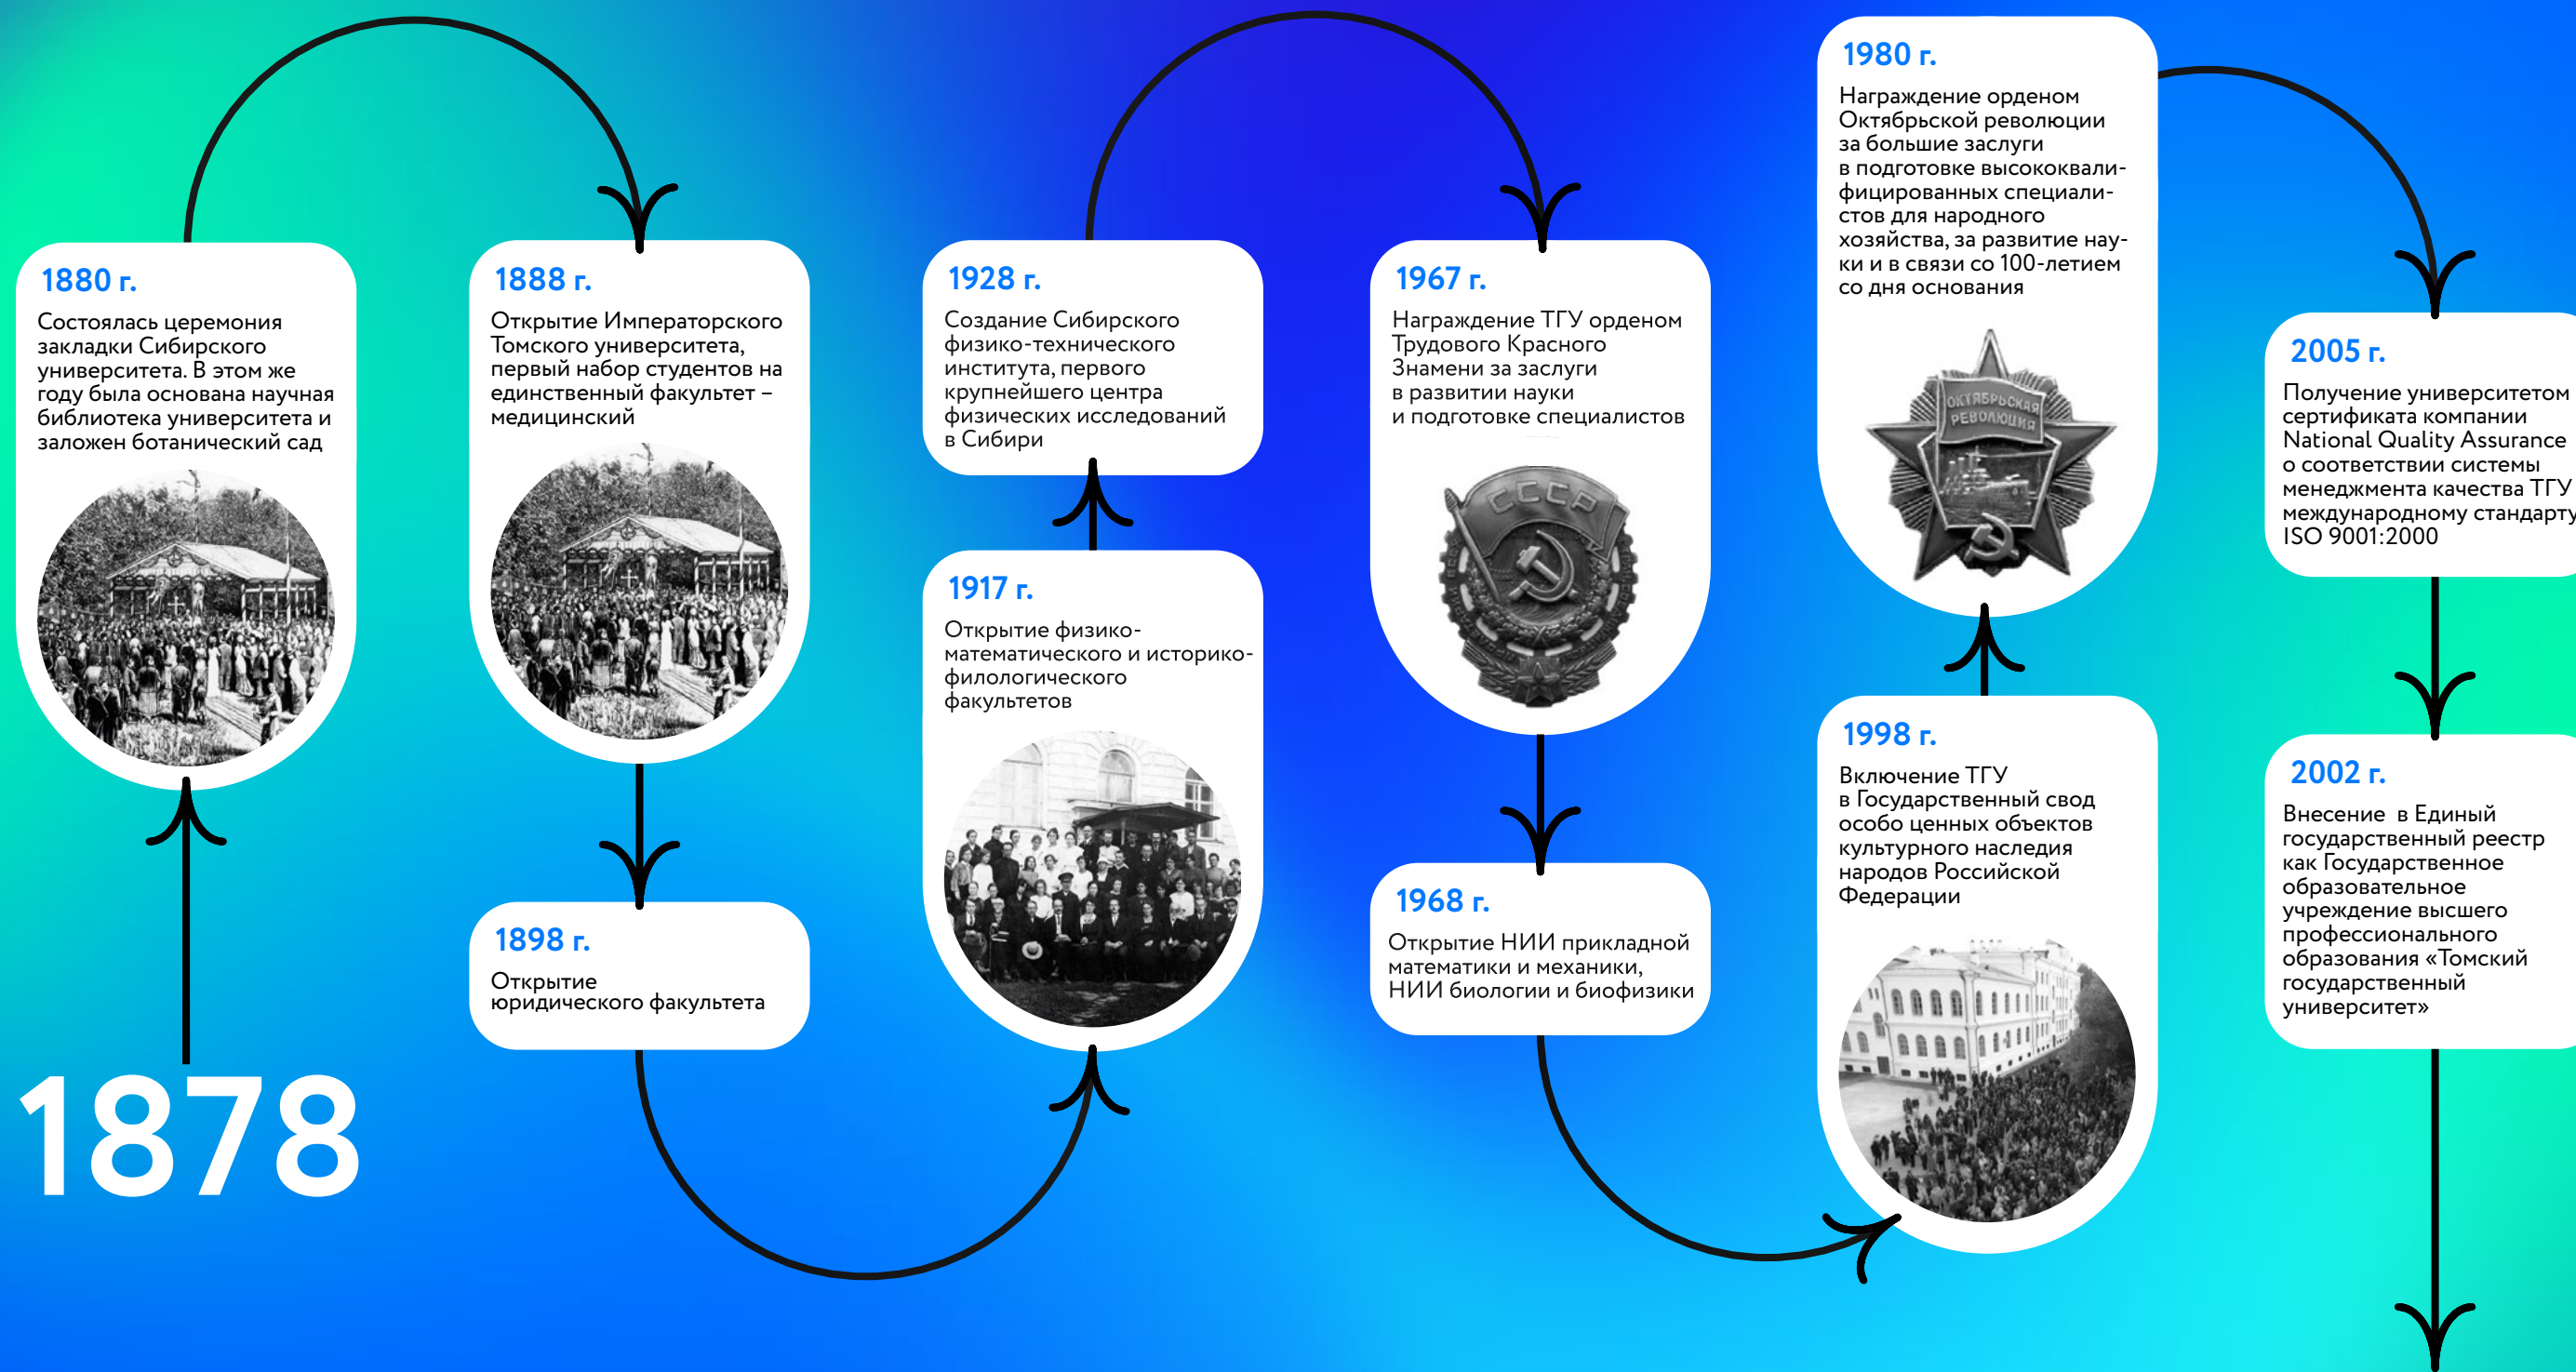 1878
1880 г.
Состоялась церемония
закладки Сибирского
университета. В этом же
году была основана научная
библиотека университета и
заложен ботанический сад
1888 г.
Открытие Императорского
Томского университета,
первый набор студентов на
единственный факультет –
медицинский
1898 г.
Открытие
юридического факультета
1917 г.
Открытие физико-
математического и историко-
филологического
факультетов
1928 г.
Создание Сибирского
физико-технического
института, первого
крупнейшего центра
физических исследований
в Сибири
1967 г.
Награждение ТГУ орденом
Трудового Красного
Знамени за заслуги
в развитии науки
и подготовке специалистов
СССР
1968 г.
Открытие НИИ прикладной
математики и механики,
НИИ биологии и биофизики
1998 г.
Включение ТГУ
в Государственный свод
особо ценных объектов
культурного наследия
народов Российской
Федерации
1980 г.
Награждение орденом
Октябрьской революции
за большие заслуги
в подготовке высококвали-
фицированных специали-
стов для народного
хозяйства, за развитие нау-
ки и в связи со 100-летием
со дня основания
ОКТЯБРЬСКАЯ
РЕВОЛЮЦИЯ
2005 г.
Получение университетом
сертификата компании
National Quality Assurance
о соответствии системы
менеджмента качества ТГУ
международному стандарту
ISO 9001:2000
2002 г.
Внесение в Единый
государственный реестр
как Государственное
образовательное
учреждение высшего
профессионального
образования «Томский
государственный
университет»